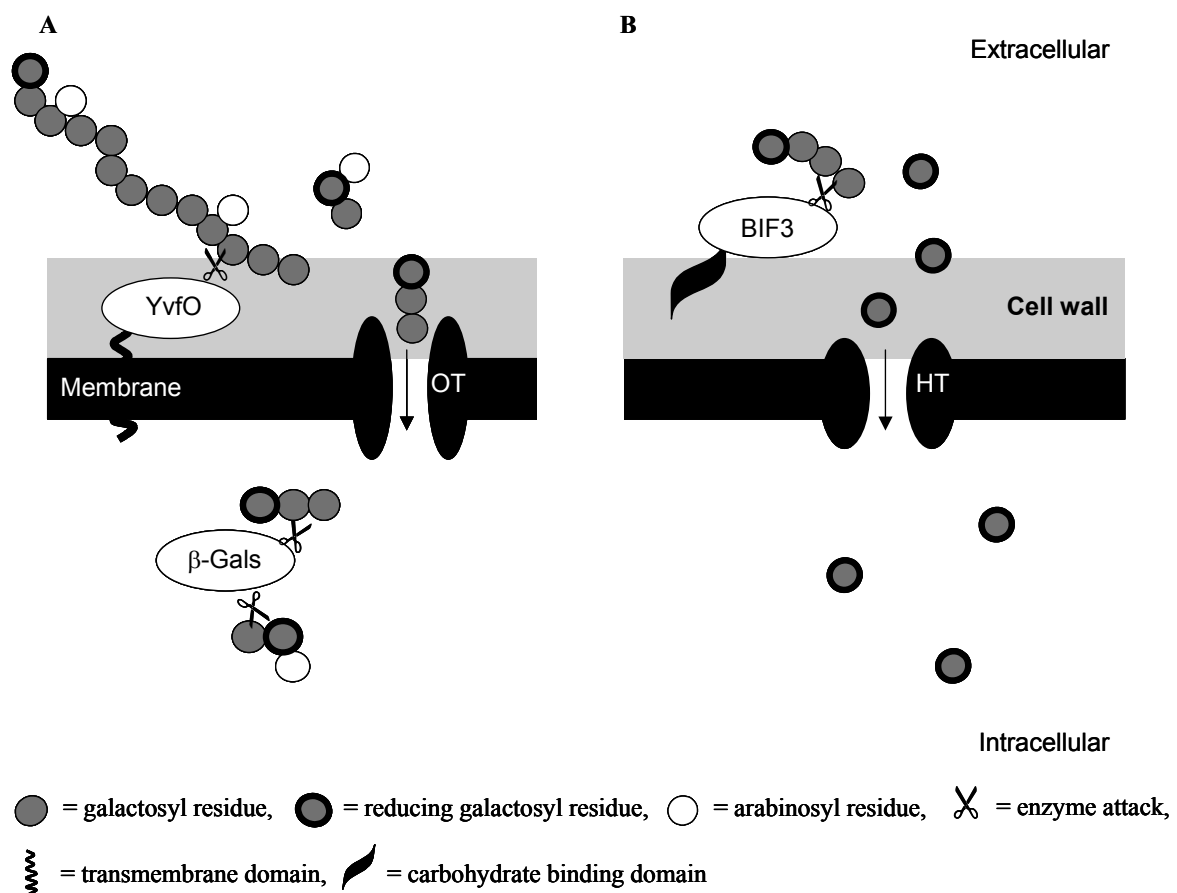 A
B
Extracellular
BIF3
YvfO
Cell wall
Membrane
OT
HT
β-Gals
Intracellular
= galactosyl residue, = reducing galactosyl residue, = arabinosyl residue, = enzyme attack,
= transmembrane domain, = carbohydrate binding domain